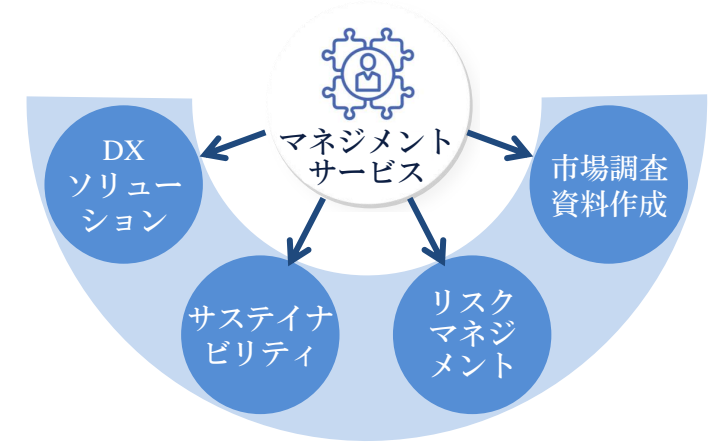 マネジメント
サービス
DX
ソリュー
ション
サステイナ
ビリティ
リスク
マネジ
メント
市場調査
資料作成